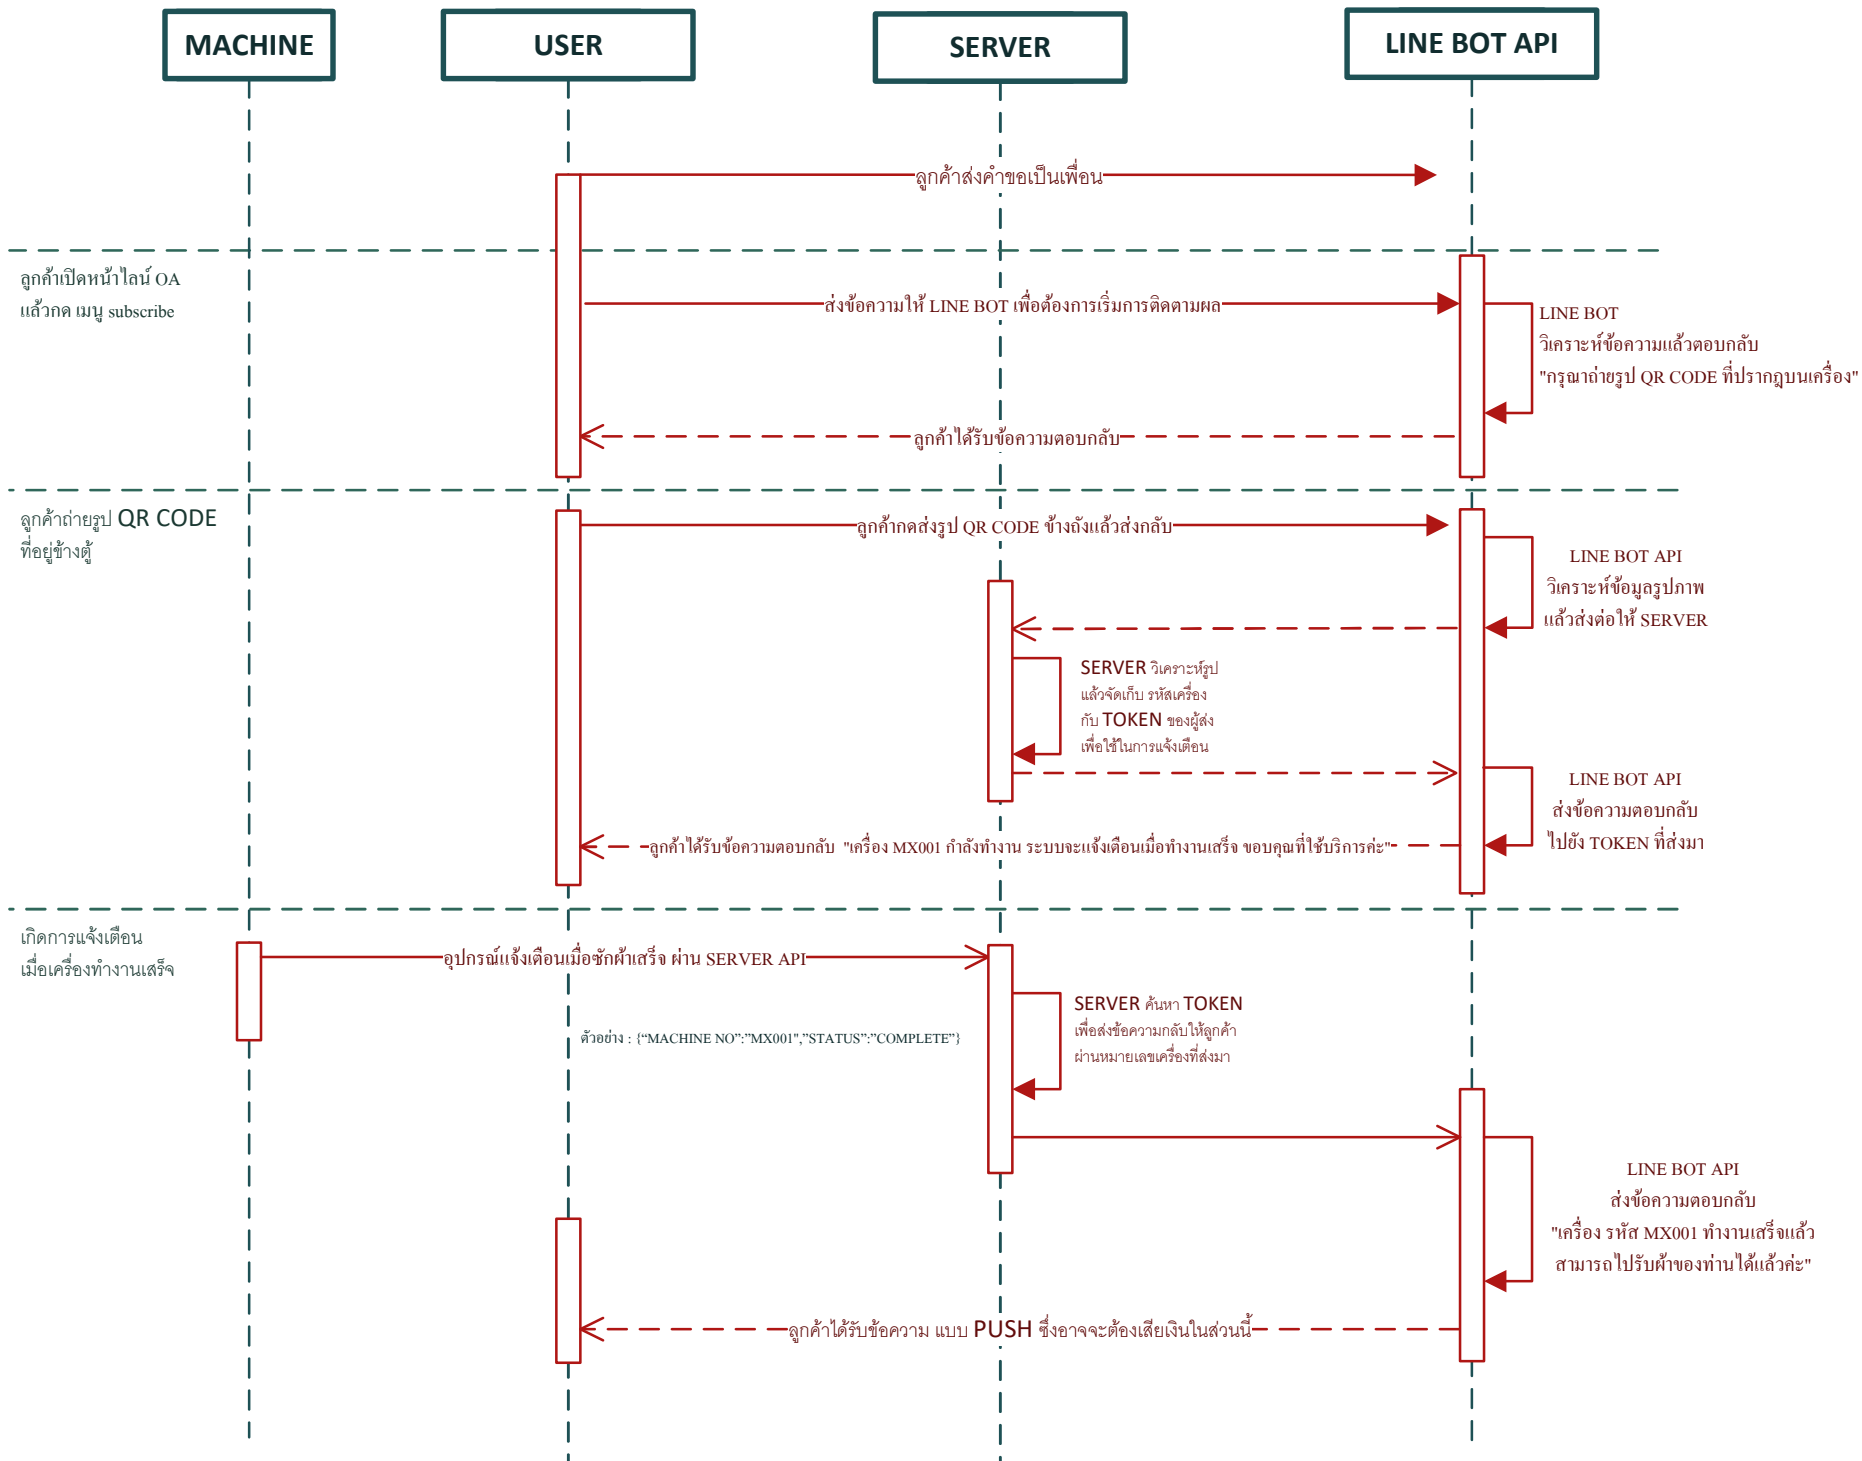 MACHINE
USER
SERVER
LINE BOT API
ลูกค้าส่งคำขอเป็นเพื่อน
ลูกค้าเปิดหน้าไลน์ OA
แล้วกด เมนู subscribe
ส่งข้อความให้ LINE BOT เพื่อต้องการเริ่มการติดตามผล
LINE BOT
วิเคราะห์ข้อความแล้วตอบกลับ
"กรุณาถ่ายรูป QR CODE ที่ปรากฎบนเครื่อง"
ลูกค้าได้รับข้อความตอบกลับ
ลูกค้าถ่ายรูป QR CODE
ที่อยู่ข้างตู้
ลูกค้ากดส่งรูป QR CODE ข้างถังแล้วส่งกลับ
LINE BOT API
วิเคราะห์ข้อมูลรูปภาพ
แล้วส่งต่อให้ SERVER
SERVER วิเคราะห์รูป
แล้วจัดเก็บ รหัสเครื่อง
กับ TOKEN ของผู้ส่ง
เพื่อใช้ในการแจ้งเตือน
LINE BOT API
ส่งข้อความตอบกลับ
ไปยัง TOKEN ที่ส่งมา
ลูกค้าได้รับข้อความตอบกลับ "เครื่อง MX001 กำลังทำงาน ระบบจะแจ้งเตือนเมื่อทำงานเสร็จ ขอบคุณที่ใช้บริการค่ะ"
เกิดการแจ้งเตือน
เมื่อเครื่องทำงานเสร็จ
อุปกรณ์แจ้งเตือนเมื่อซักผ้าเสร็จ ผ่าน SERVER API
SERVER ค้นหา TOKEN
เพื่อส่งข้อความกลับให้ลูกค้า
ผ่านหมายเลขเครื่องที่ส่งมา
ตัวอย่าง : {“MACHINE NO”:”MX001",”STATUS”:”COMPLETE”}
LINE BOT API
ส่งข้อความตอบกลับ
"เครื่อง รหัส MX001 ทำงานเสร็จแล้ว
สามารถไปรับผ้าของท่านได้แล้วค่ะ"
ลูกค้าได้รับข้อความ แบบ PUSH ซึ่งอาจจะต้องเสียเงินในส่วนนี้